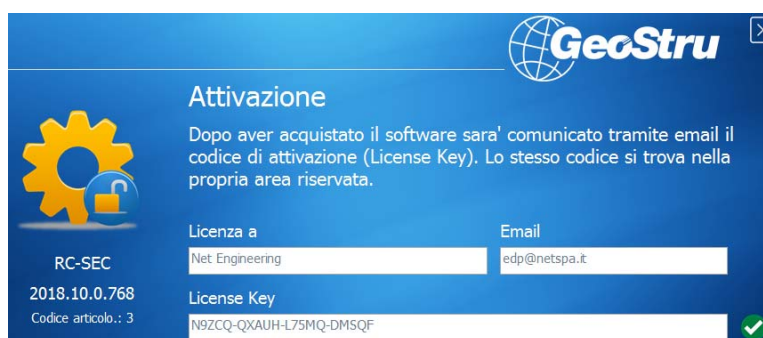 GeoStru
Attivazione
Dopo aver acquistato il software sara' comunicato tramite email il
codice di attivazione (License Key). Lo stesso codice si trova nella
propria area riservata.
Licenza a
Email
Net Engineering
edp@netspa.it
RC-SEC
2018.10.0.768
Codice articolo.: 3
License Key
N9ZCQ-QXAUH-L75MQ-DMSQF